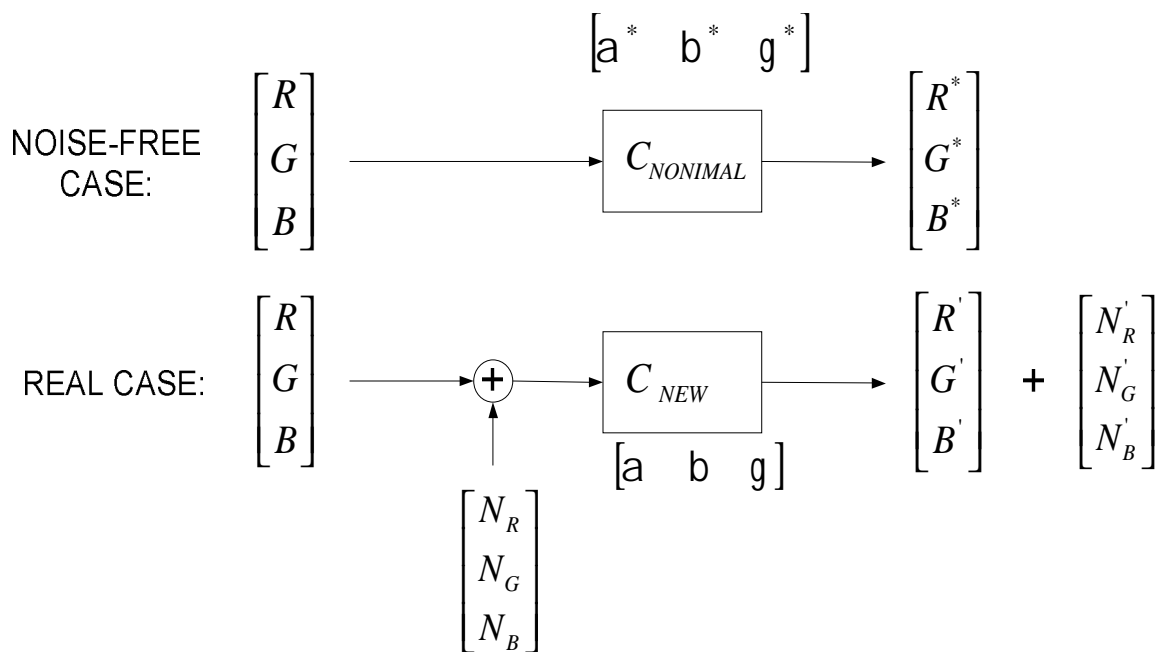 [a* b* g*]
NOISE-FREE CASE:
[R G B]
C_NONIMAL
[R* G* B*]
REAL CASE:
[R G B]
+
C_NEW
[R' G' B']
+
[N'_R N'_G N'_B]
[a b g]
[N_R N_G N_B]